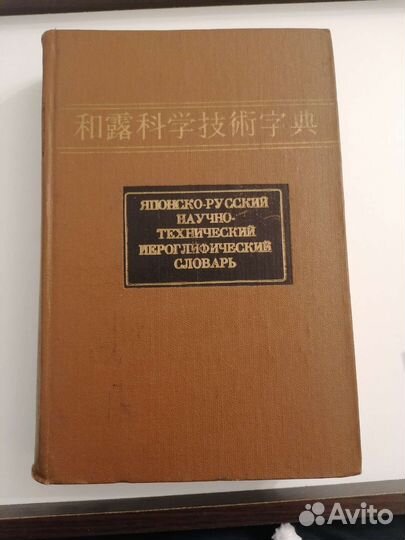 和露科学技術字典
ЯПОНСКО-РУССКИЙ
НАУЧНО-
ТЕХНИЧЕСКИЙ
ИЕРОГЛИФИЧЕСКИЙ
СЛОВАРЬ
Avito